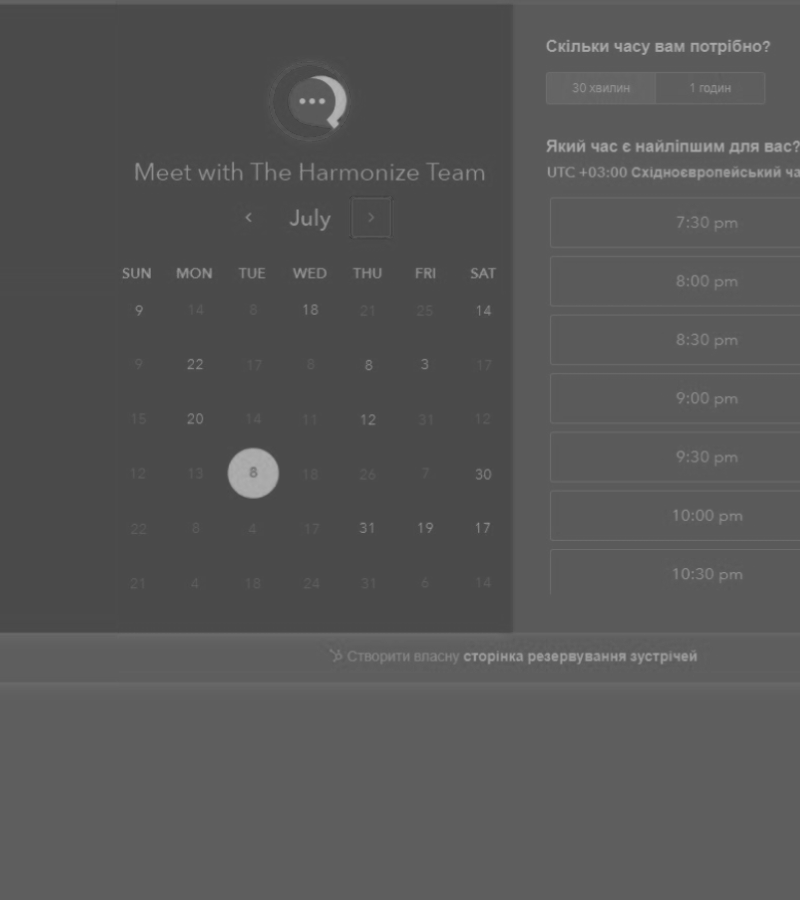 Meet with The Harmonize Team
July
SUN MON TUE WED THU FRI SAT
9 14 8 18 21 25 14
9 22 17 8 8 3 17
15 20 14 11 12 31 12
12 13 8 18 26 7 30
22 8 4 17 31 19 17
21 4 18 24 31 6 14
Скільки часу вам потрібно?
30 хвилин 1 годин
Який час є найліпшим для вас?
UTC +03:00 Східноєвропейський
7:30 pm
8:00 pm
8:30 pm
9:00 pm
9:30 pm
10:00 pm
10:30 pm
Створити власну сторінка резервування зустрічей